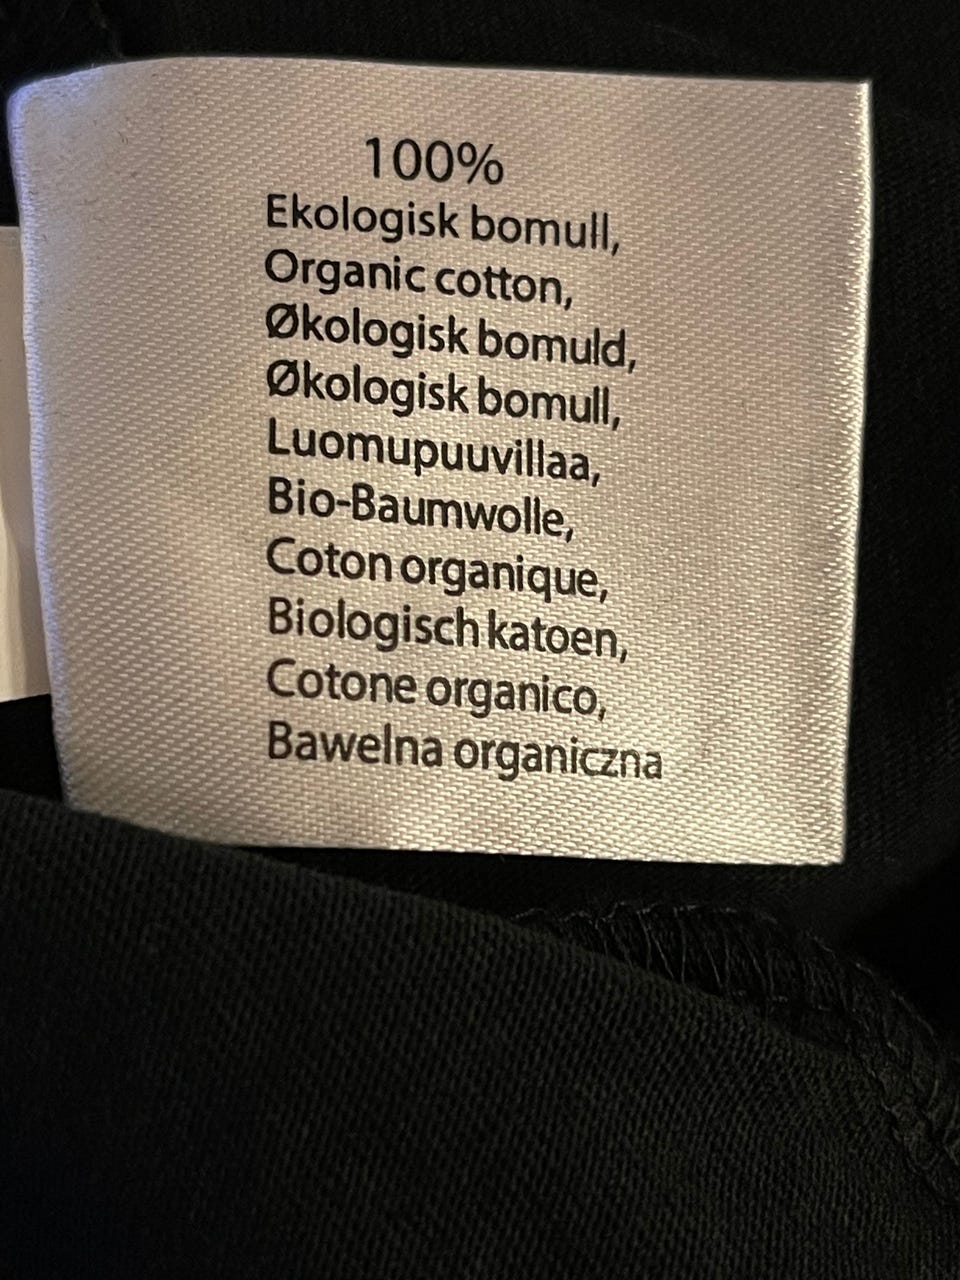 100%
Ekologisk bomull,
Organic cotton,
Økologisk bomuld,
Økologisk bomull,
Luomupuuvillaa,
Bio-Baumwolle,
Coton organique,
Biologisch katoen,
Cotone organico,
Bawelna organiczna